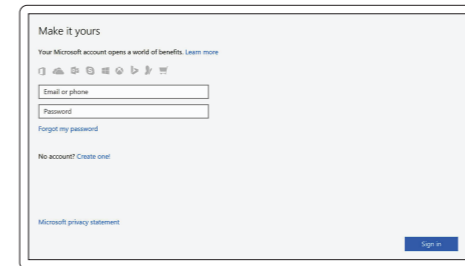 Make it yours
Your Microsoft account opens a world of benefits. Learn more
Email or phone
Password
Forgot my password
No account? Create one!
Microsoft privacy statement
Sign in